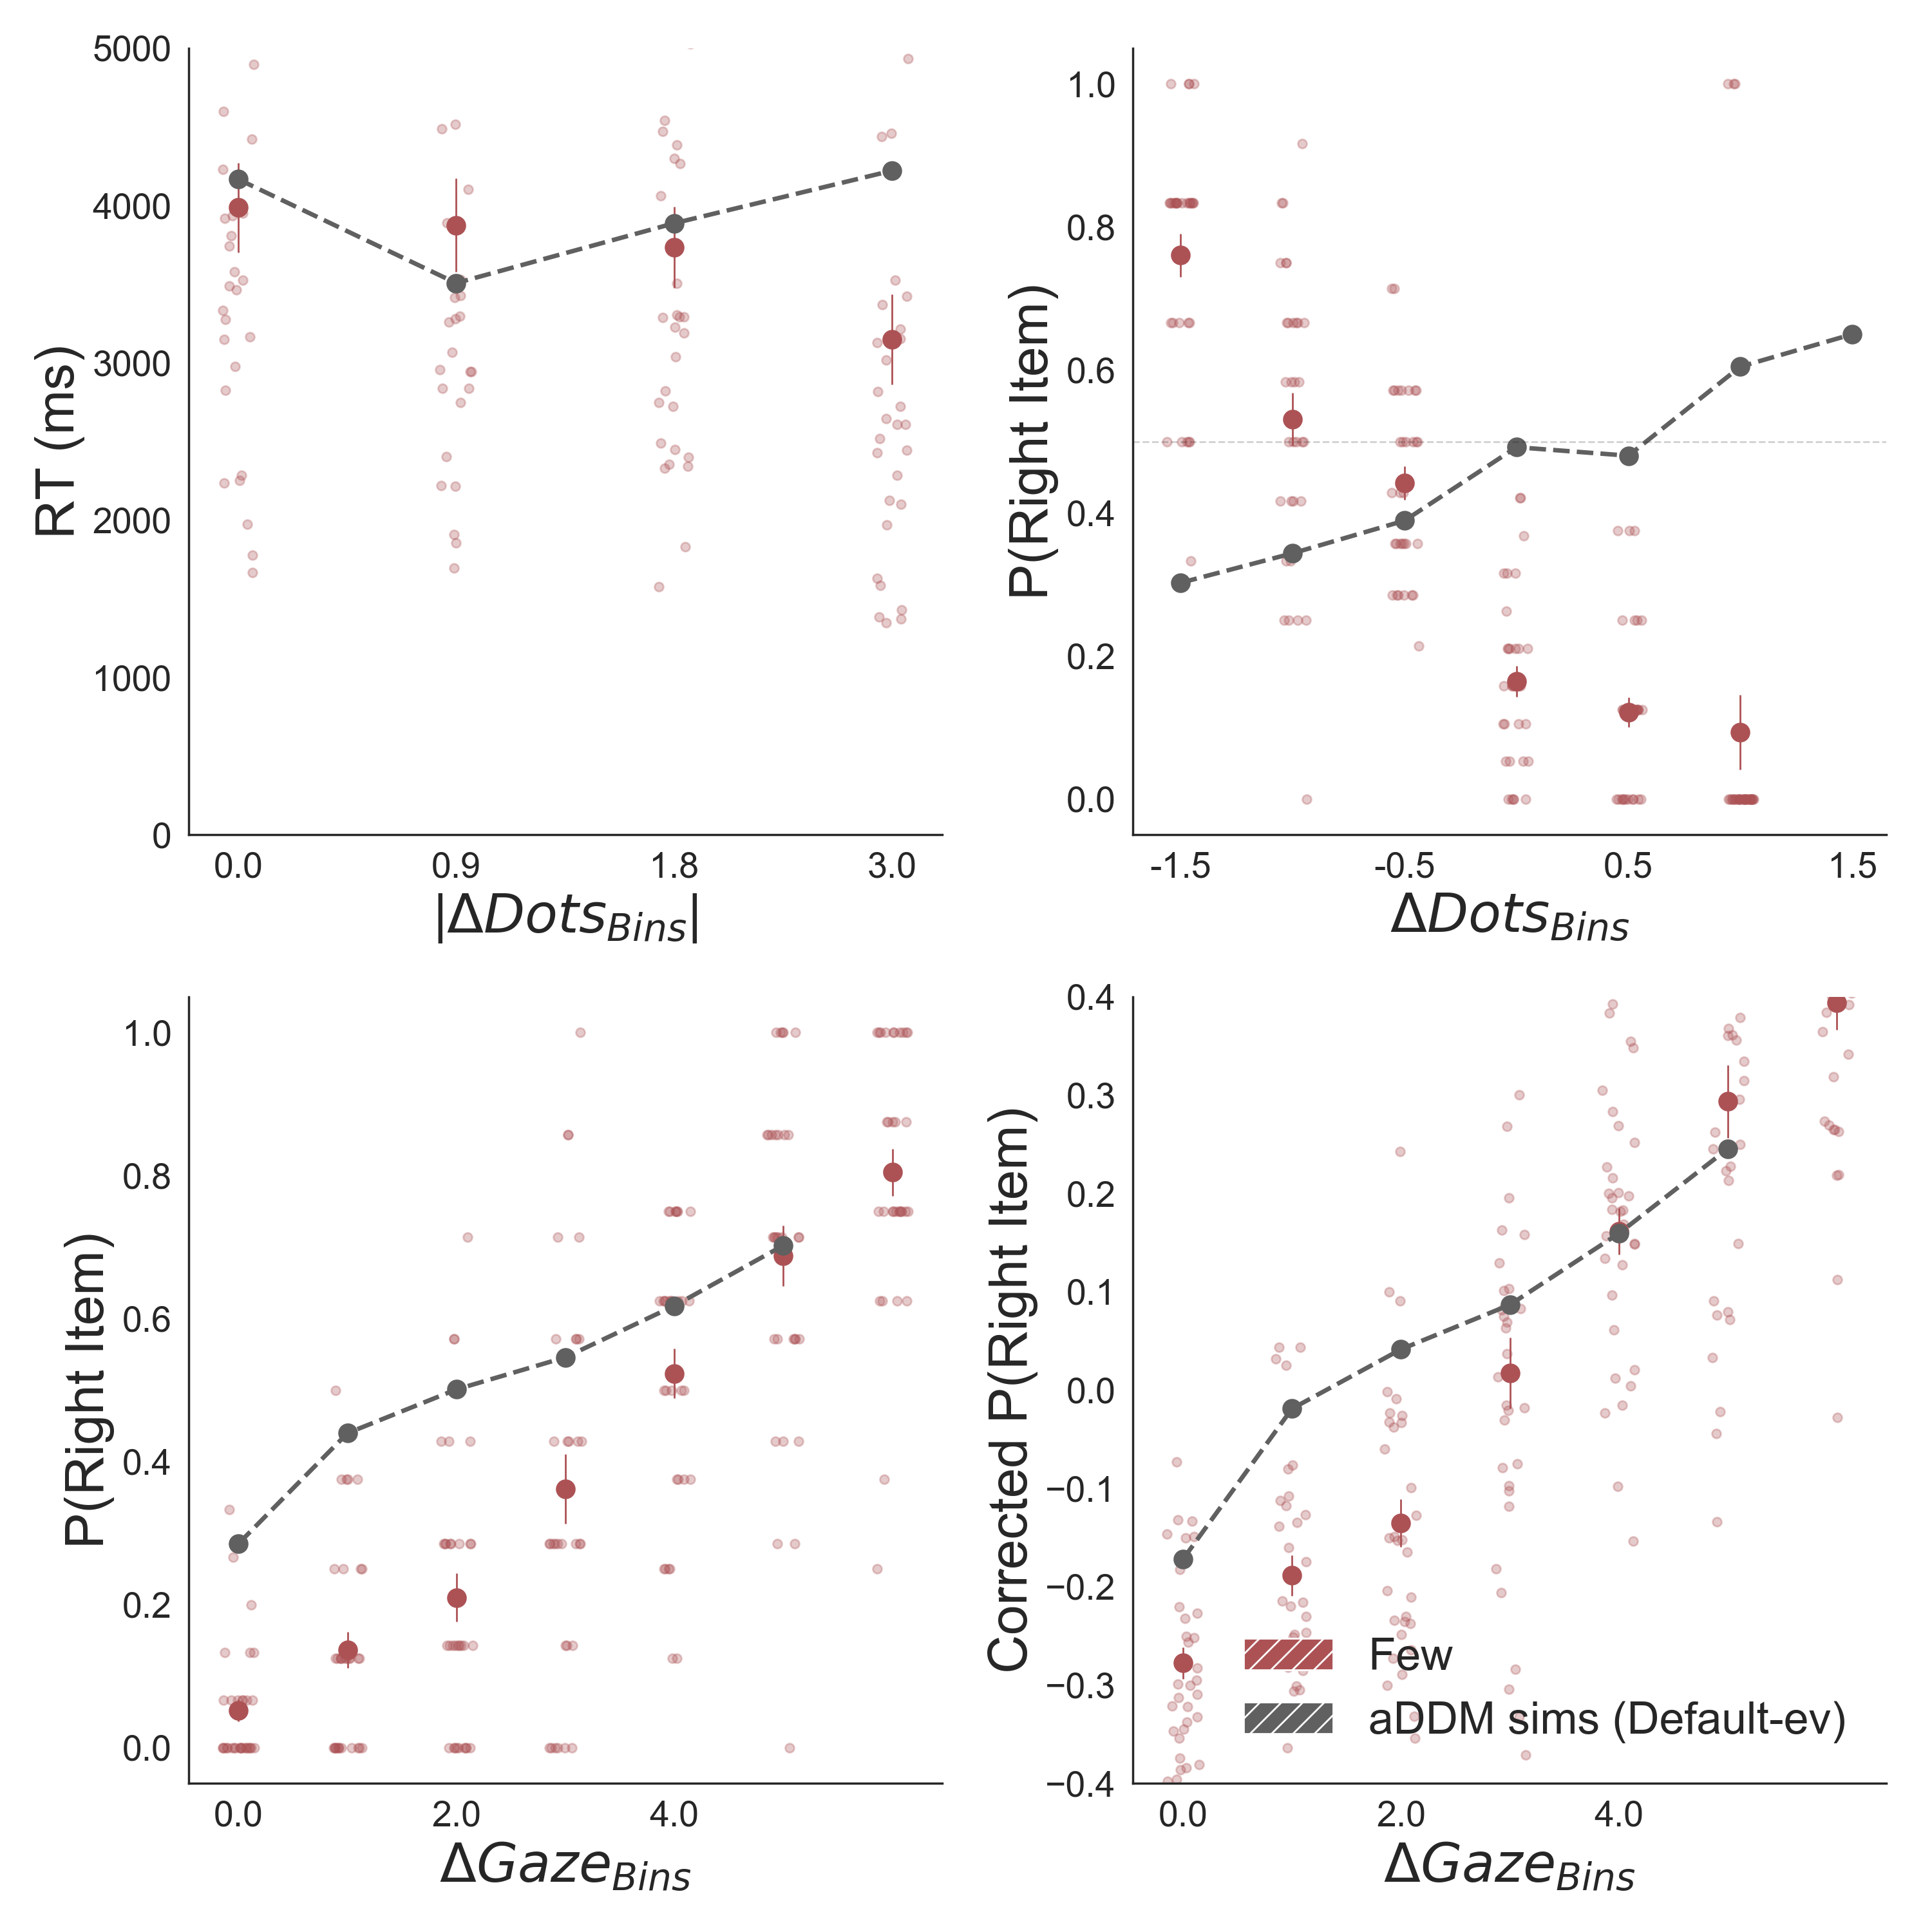 5000
4000
3000
2000
1000
0
RT (ms)
0.0 0.9 1.8 3.0
|ΔDots_Bins|
1.0
0.8
0.6
0.4
0.2
0.0
P(Right Item)
-1.5 -0.5 0.5 1.5
ΔDots_Bins
1.0
0.8
0.6
0.4
0.2
0.0
P(Right Item)
0.0 2.0 4.0
ΔGaze_Bins
0.4
0.3
0.2
0.1
0.0
−0.1
−0.2
−0.3
−0.4
Corrected P(Right Item)
Few
aDDM sims (Default-ev)
0.0 2.0 4.0
ΔGaze_Bins